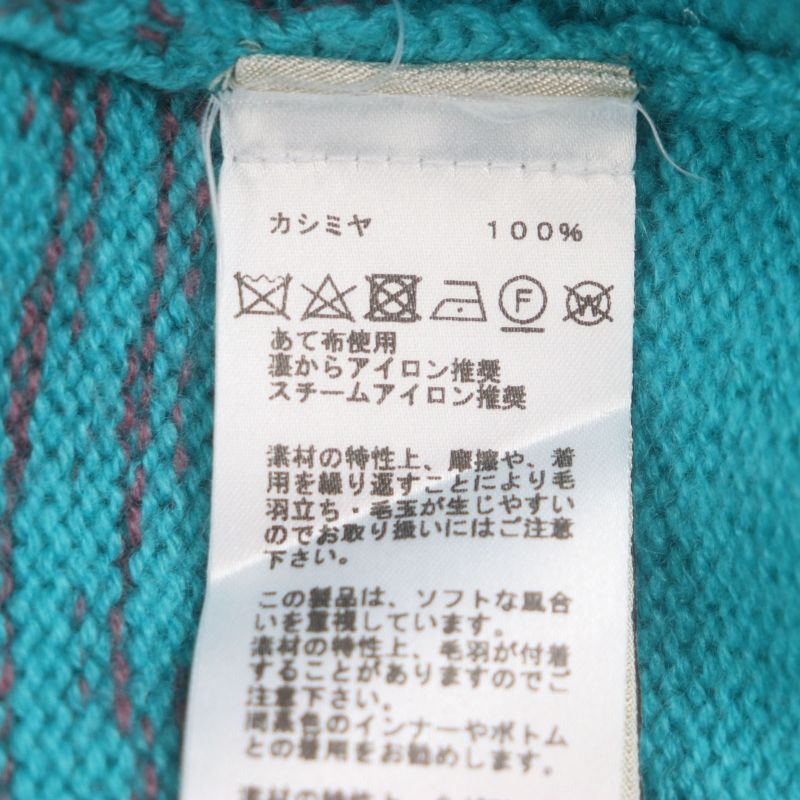 カシミヤ 100%
F W
あて布使用
裏からアイロン推奨
スチームアイロン推奨
素材の特性上、摩擦や、着
用を繰り返すことにより毛
羽立ち・毛玉が生じやすい
のでお取り扱いにはご注意
下さい。
この製品は、ソフトな風合
いを重視しています。
素材の特性上、毛羽が付着
することがありますのでご
注意下さい。
同系色のインナーやボトム
との着用をお勧めします。
素材の特性上